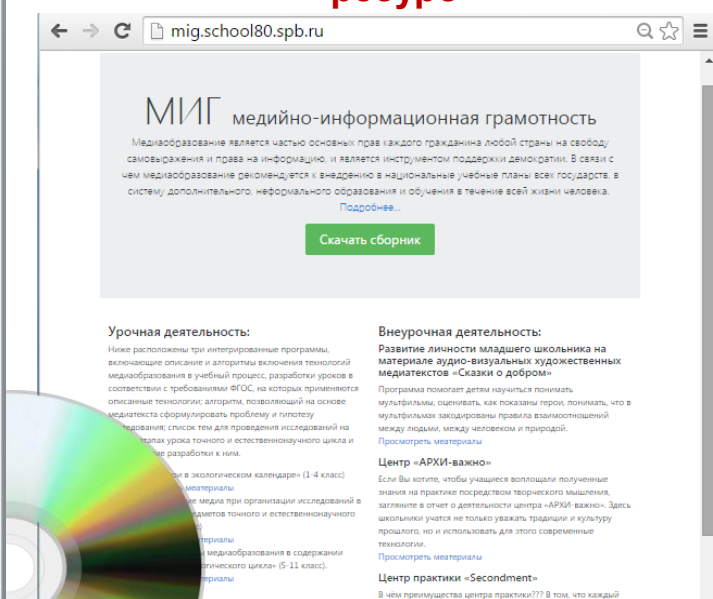 mig.school80.spb.ru
МИГ медийно-информационная грамотность
Медиаобразование является частью основных прав каждого гражданина любой страны на свободу
самовыражения и права на информацию, и является инструментом поддержки демократии. В связи с
чем медиаобразование рекомендуется к внедрению в национальные учебные планы всех государств, в
систему дополнительного, неформального образования и обучения в течение всей жизни человека.
Подробнее...
Скачать сборник
Урочная деятельность:
Ниже расположены три интегрированные программы,
включающие описание и алгоритмы включения технологий
медиаобразования в учебный процесс, разработки уроков в
соответствии с требованиями ФГОС, на которых применяются
описанные технологии; алгоритм, позволяющий на основе
медиатекста сформулировать проблему и гипотезу
список тем для проведения исследований на
урока точного и естественнонаучного цикла и
разработки к ним.
в экологическом календаре» (1-4 класс)
медиа при организации исследований в
точного и естественнонаучного
медиаобразования в содержании
цикла» (5-11 класс).
Внеурочная деятельность:
Развитие личности младшего школьника на
материале аудио-визуальных художественных
медиатекстов «Сказки о добром»
Программа помогает детям научиться понимать
мультфильмы, оценивать, как показаны герои, понимать, что в
мультфильмах закодированы правила взаимоотношений
между людьми, между человеком и природой.
Просмотреть меатериалы
Центр «АРХИ-важно»
Если Вы хотите, чтобы учащиеся воплощали полученные
знания на практике посредством творческого мышления,
загляните в отчет о деятельности центра «АРХИ-важно». Здесь
школьники учатся не только уважать традиции и культуру
прошлого, но и использовать для этого современные
технологии.
Просмотреть меатериалы
Центр практики «Secondment»
В чём преимущества центра практики??? В том, что каждый